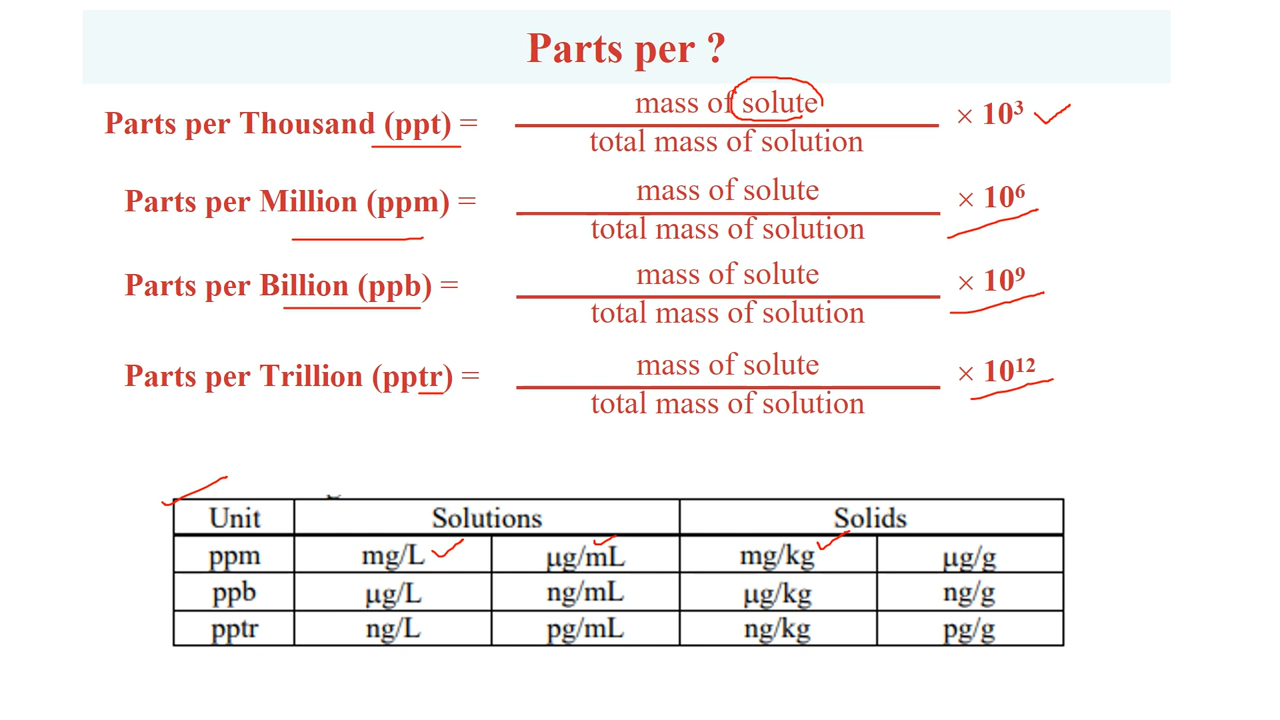 Parts per ?
Parts per Thousand (ppt) = mass of solute / total mass of solution × 10³
Parts per Million (ppm) = mass of solute / total mass of solution × 10⁶
Parts per Billion (ppb) = mass of solute / total mass of solution × 10⁹
Parts per Trillion (pptr) = mass of solute / total mass of solution × 10¹²
Unit Solutions Solids
ppm mg/L µg/mL mg/kg µg/g
ppb µg/L ng/mL µg/kg ng/g
pptr ng/L pg/mL ng/kg pg/g